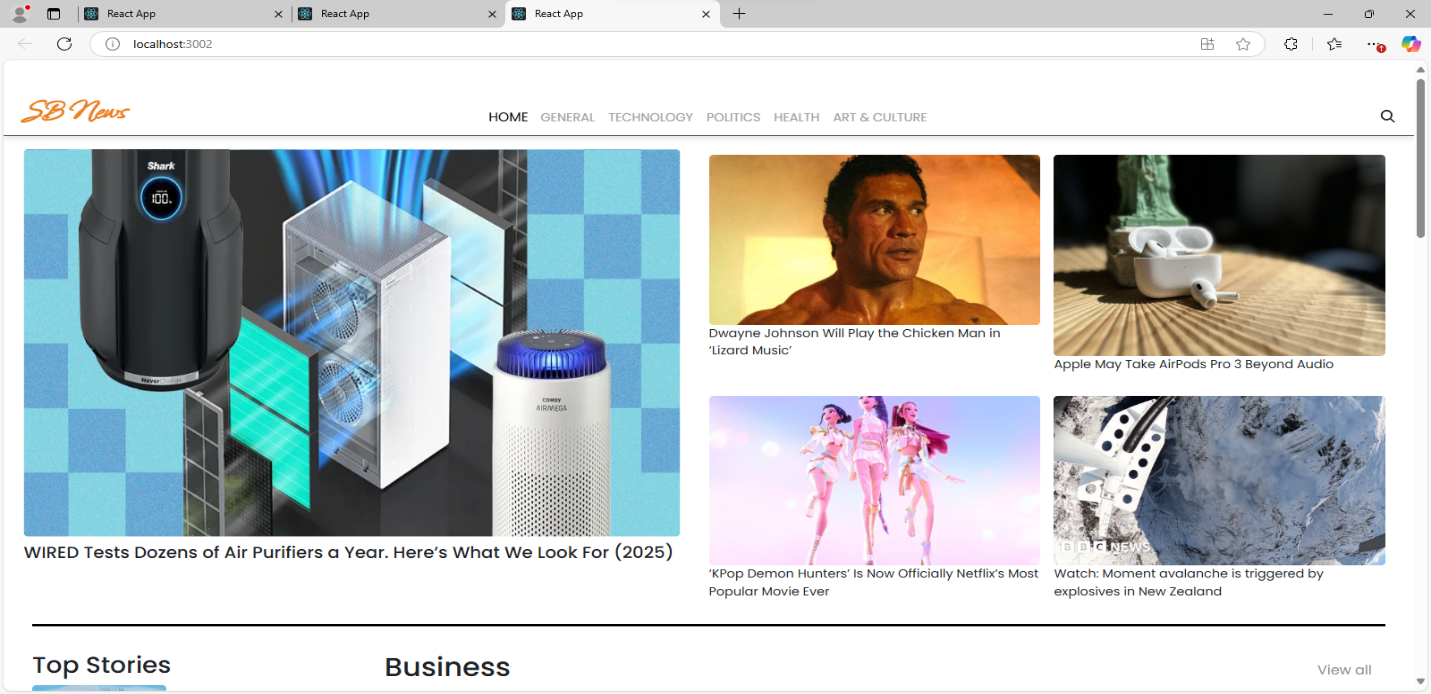 React App
React App
React App
localhost:3002
SB News
HOME GENERAL TECHNOLOGY POLITICS HEALTH ART & CULTURE
Shark
100%
NeverChange
COWAY
AIRMEGA
WIRED Tests Dozens of Air Purifiers a Year. Here’s What We Look For (2025)
Dwayne Johnson Will Play the Chicken Man in
‘Lizard Music’
Apple May Take AirPods Pro 3 Beyond Audio
‘KPop Demon Hunters’ Is Now Officially Netflix’s Most
Popular Movie Ever
BBC NEWS
Watch: Moment avalanche is triggered by
explosives in New Zealand
Top Stories
Business
View all